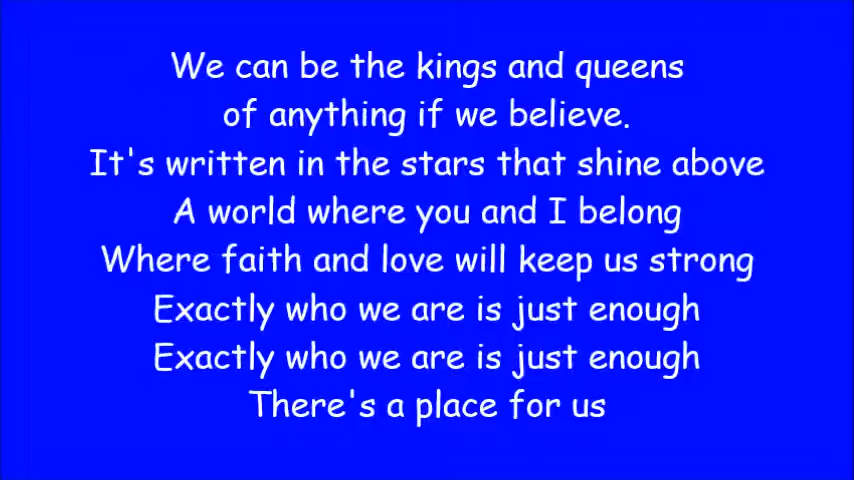 We can be the kings and queens
of anything if we believe.
It's written in the stars that shine above
A world where you and I belong
Where faith and love will keep us strong
Exactly who we are is just enough
Exactly who we are is just enough
There's a place for us